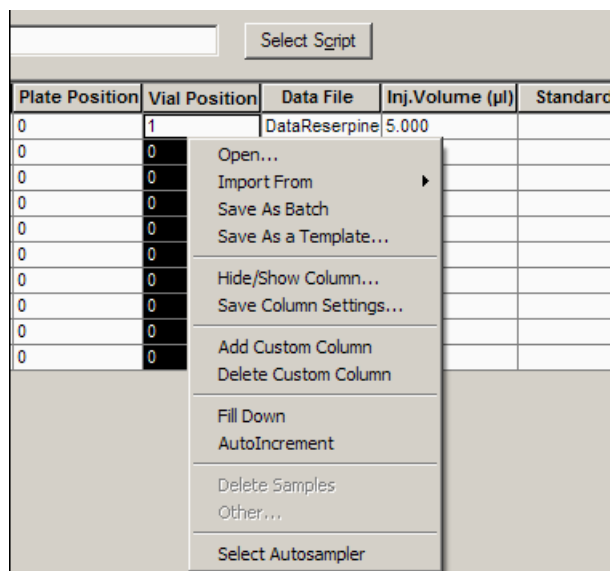 Select Script
Plate Position Vial Position Data File Inj.Volume (µl) Standard
0 1 DataReserpine 5.000
0 0
0 0
0 0
0 0
0 0
0 0
0 0
0 0
0 0
Open...
Import From
Save As Batch
Save As a Template...
Hide/Show Column...
Save Column Settings...
Add Custom Column
Delete Custom Column
Fill Down
AutoIncrement
Delete Samples
Other...
Select Autosampler